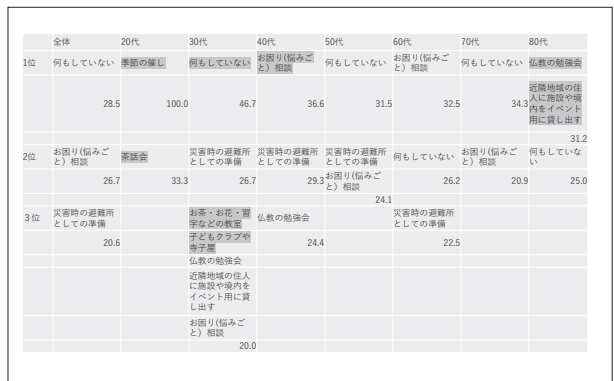 全体 20代 30代 40代 50代 60代 70代 80代
1位 何もしていない 季節の催し 何もしていない お困り(悩みご
と）相談 何もしていない お困り(悩みご
と）相談 何もしていない 仏教の勉強会
28.5 100.0 46.7 36.6 31.5 32.5 34.3 近隣地域の住
人に施設や境
内をイベント
用に貸し出す
31.2
2位 お困り(悩みご
と）相談 茶話会 災害時の避難所
としての準備 災害時の避難所
としての準備 災害時の避難所
としての準備 何もしていない お困り(悩みご
と）相談 何もしていな
い
26.7 33.3 26.7 29.3 お困り(悩みご
と）相談 26.2 20.9 25.0
24.1
３位 災害時の避難所
としての準備 お茶・お花・習
字などの教室 仏教の勉強会 災害時の避難所
としての準備
20.6 子どもクラブや
寺子屋 24.4 22.5
仏教の勉強会
近隣地域の住人
に施設や境内を
イベント用に貸
し出す
お困り(悩みご
と）相談
20.0